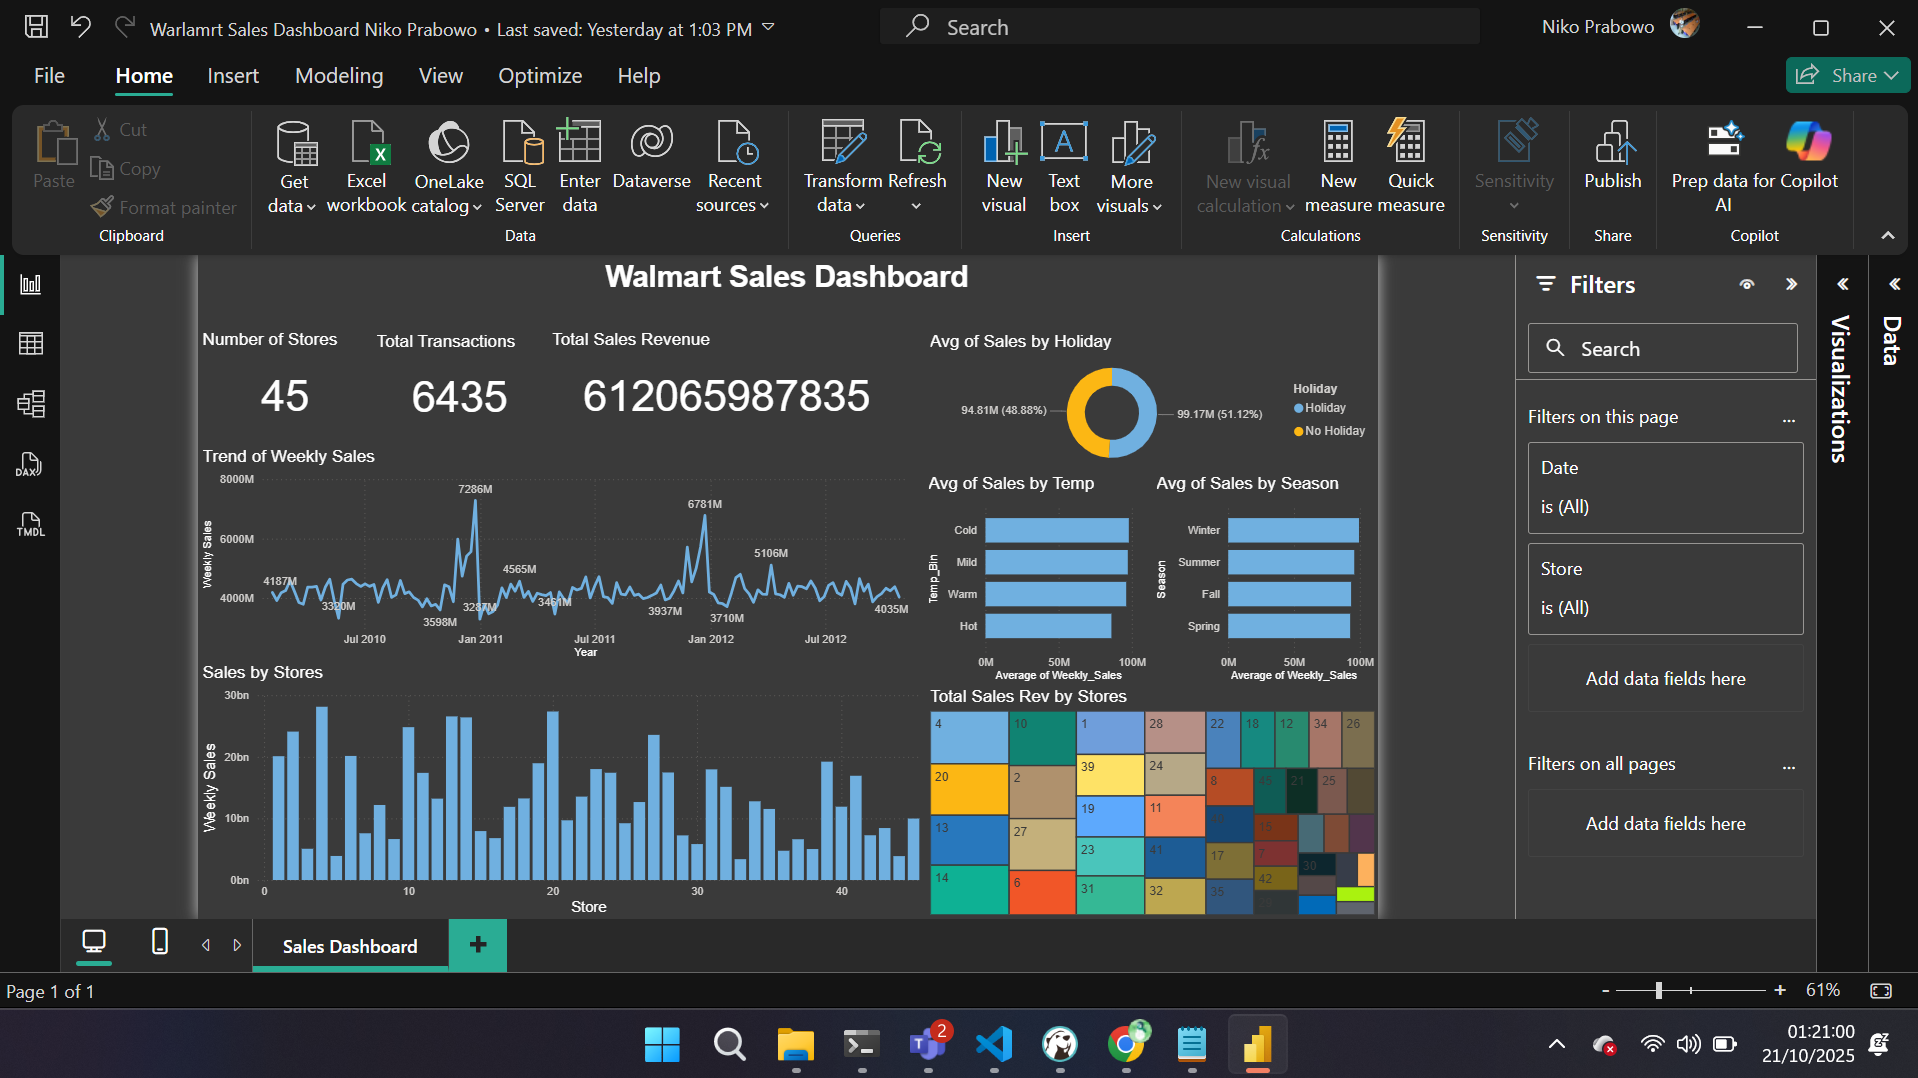 Warlamrt Sales Dashboard Niko Prabowo • Last saved: Yesterday at 1:03 PM
Search
Niko Prabowo
File
Home
Insert
Modeling
View
Optimize
Help
Share
Paste
Cut
Copy
Format painter
Clipboard
Get data
Excel workbook
OneLake catalog
SQL Server
Enter data
Dataverse
Recent sources
Data
Transform data
Refresh
Queries
New visual
Text box
More visuals
Insert
New visual calculation
New measure
Quick measure
Calculations
Sensitivity
Sensitivity
Publish
Share
Prep data for AI
Copilot
Copilot
DAX
TMDL
Walmart Sales Dashboard
Number of Stores
45
Total Transactions
6435
Total Sales Revenue
612065987835
Avg of Sales by Holiday
94.81M (48.88%)
99.17M (51.12%)
Holiday
Holiday
No Holiday
Trend of Weekly Sales
Weekly Sales
8000M
6000M
4000M
4187M
3320M
3598M
7286M
3287M
4565M
3461M
3937M
6781M
3710M
5106M
4035M
Jul 2010
Jan 2011
Jul 2011
Jan 2012
Jul 2012
Year
Avg of Sales by Temp
Temp_Bin
Cold
Mild
Warm
Hot
0M
50M
100M
Average of Weekly_Sales
Avg of Sales by Season
Season
Winter
Summer
Fall
Spring
0M
50M
100M
Average of Weekly_Sales
Sales by Stores
Weekly Sales
30bn
20bn
10bn
0bn
0
10
20
30
40
Store
Total Sales Rev by Stores
4
20
13
14
10
2
27
6
1
39
19
23
31
28
24
11
41
32
22
18
12
34
26
8
45
21
25
17
35
15
7
42
30
Filters
Search
Filters on this page
...
Date
is (All)
Store
is (All)
Add data fields here
Filters on all pages
...
Add data fields here
Visualizations
Data
Sales Dashboard
+
Page 1 of 1
-
+
61%
2
01:21:00
21/10/2025